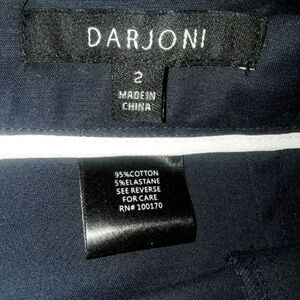 DARJONI
2
MADE IN
CHINA
95%COTTON
5%ELASTANE
SEE REVERSE
FOR CARE
RN# 100170